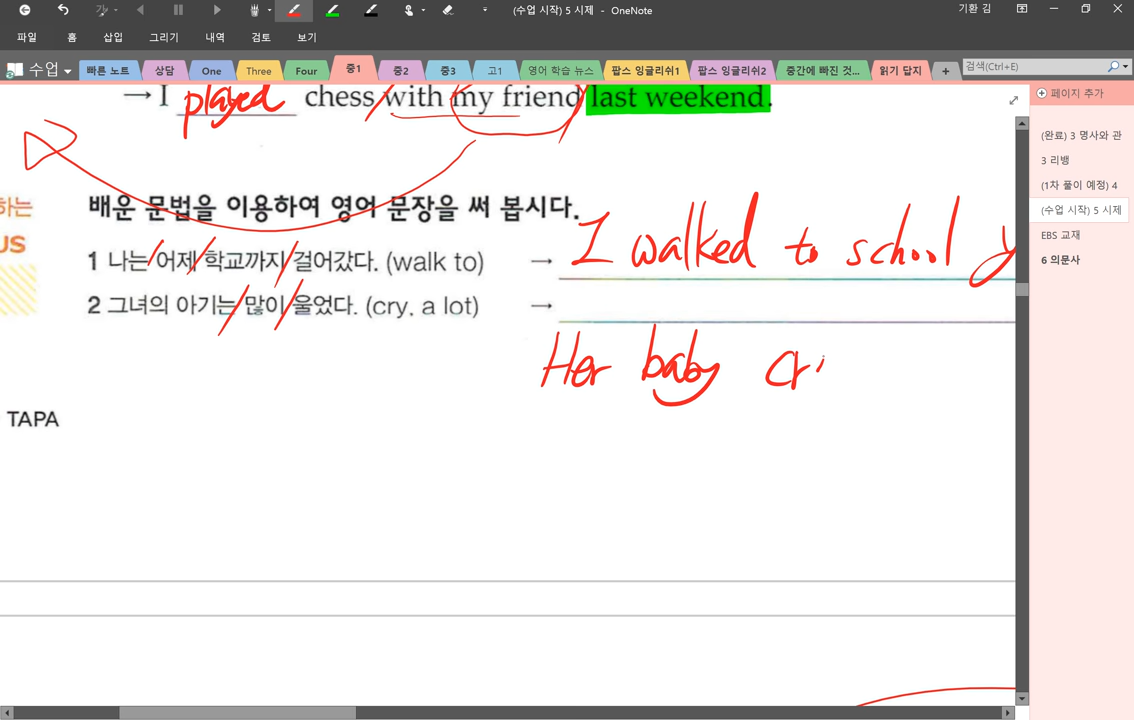 (수업 시작) 5 시제 - OneNote
기환 김
파일 홈 삽입 그리기 내역 검토 보기
수업 빠른 노트 상담 One Three Four 중1 중2 중3 고1 영어 학습 뉴스 팝스 잉글리쉬1 팝스 잉글리쉬2 중간에 빠진 것... 읽기 답지 + 검색(Ctrl+E)
페이지 추가
(완료) 3 명사와 관
3 리뱅
(1차 풀이 예정) 4
(수업 시작) 5 시제
EBS 교재
6 의문사
→ I played chess with my friend last weekend.
하는
US
배운 문법을 이용하여 영어 문장을 써 봅시다.
1 나는 어제 학교까지 걸어갔다. (walk to) → I walked to school y
2 그녀의 아기는 많이 울었다. (cry, a lot) →
Her baby cri
TAPA